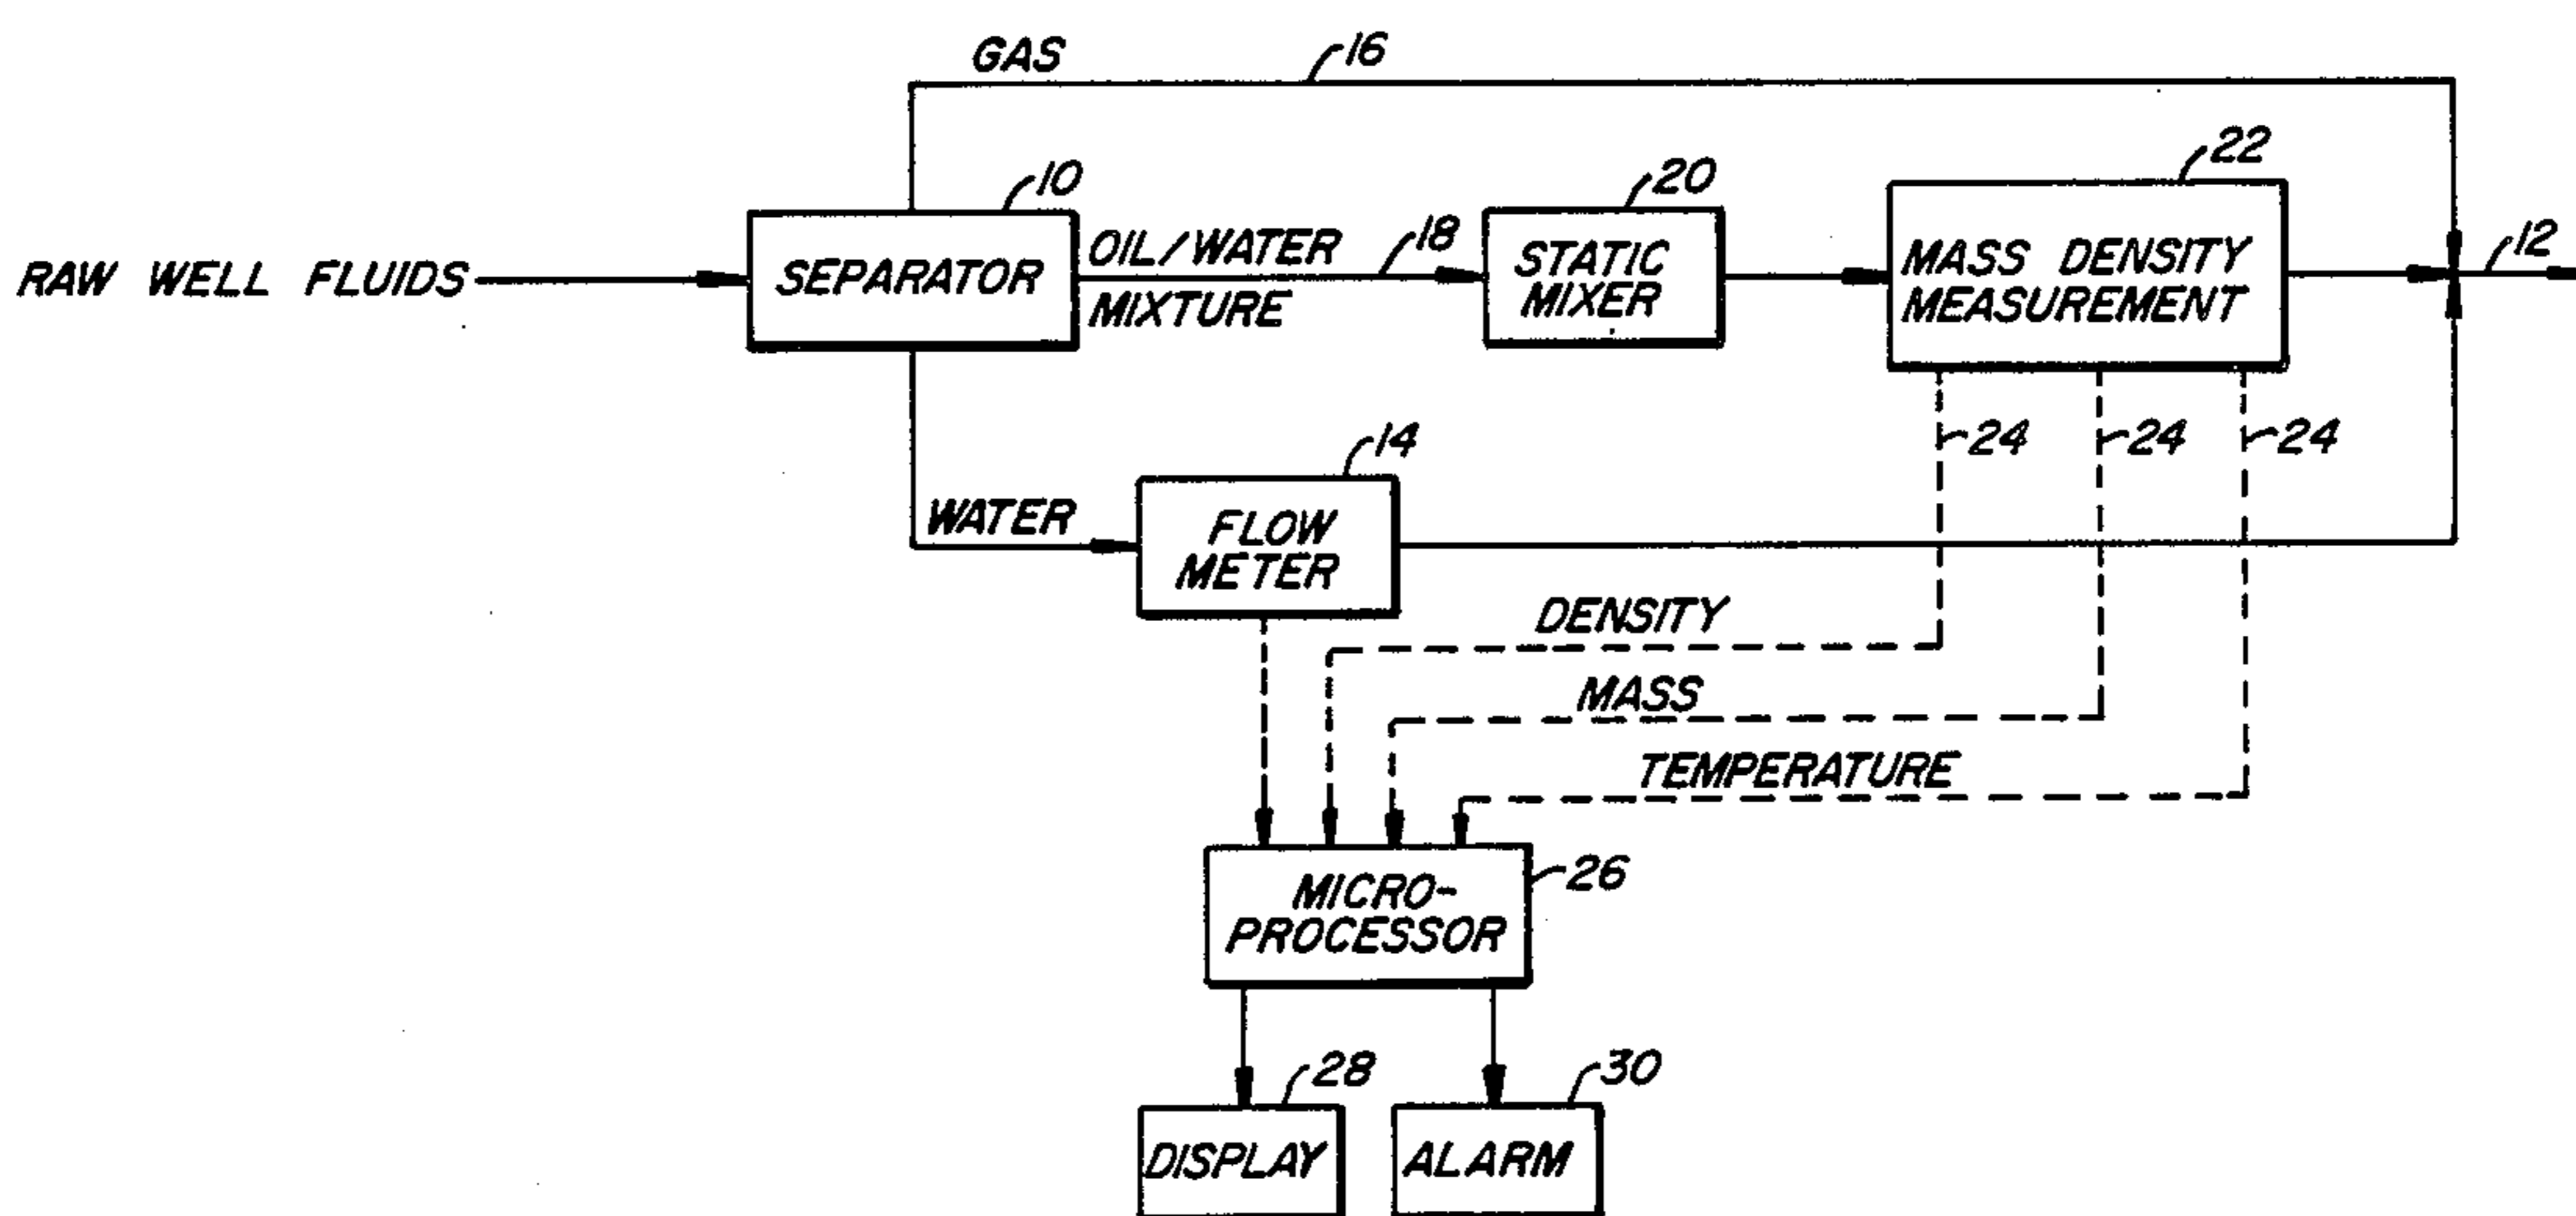 GAS
16
22
10
20
RAW WELL FLUIDS
SEPARATOR
OIL/WATER
MIXTURE
18
STATIC
MIXER
MASS DENSITY
MEASUREMENT
12
24
24
24
14
WATER
FLOW
METER
DENSITY
MASS
TEMPERATURE
MICRO-
PROCESSOR
26
28
30
DISPLAY
ALARM